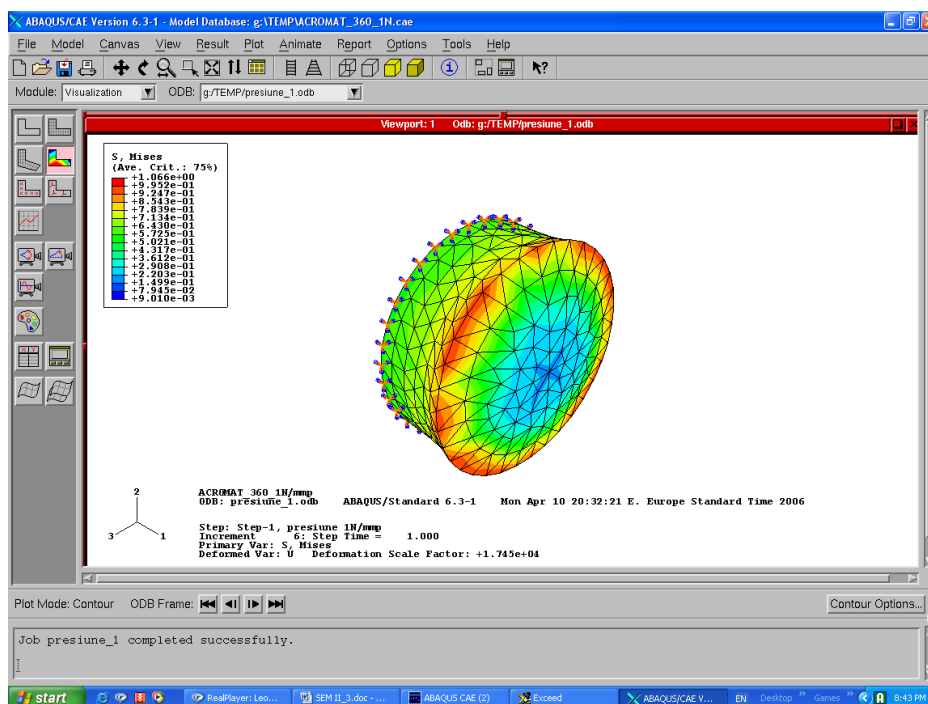 ABAQUS/CAE Version 6.3-1 - Model Database: g:\TEMP\ACROMAT_360_1N.cae
File Model Canvas View Result Plot Animate Report Options Tools Help
Module: Visualization ODB: g:/TEMP/presiune_1.odb
Viewport: 1 Odb: g:/TEMP/presiune_1.odb
S, Mises
(Ave. Crit.: 75%)
+1.066e+00
+9.952e-01
+9.247e-01
+8.543e-01
+7.839e-01
+7.134e-01
+6.430e-01
+5.725e-01
+5.021e-01
+4.317e-01
+3.612e-01
+2.908e-01
+2.203e-01
+1.499e-01
+7.945e-02
+9.010e-03
2
3
1
ACROMAT 360 1N/mmp
ODB: presiune_1.odb ABAQUS/Standard 6.3-1 Mon Apr 10 20:32:21 E. Europe Standard Time 2006
Step: Step-1, presiune 1N/mmp
Increment 6: Step Time = 1.000
Primary Var: S, Mises
Deformed Var: U Deformation Scale Factor: +1.745e+04
Plot Mode: Contour ODB Frame: Contour Options...
Job presiune_1 completed successfully.
start RealPlayer: Leo... SEM II_3.doc - ... ABAQUS CAE (2) Exceed ABAQUS/CAE V... EN Desktop » Games » 8:43 PM